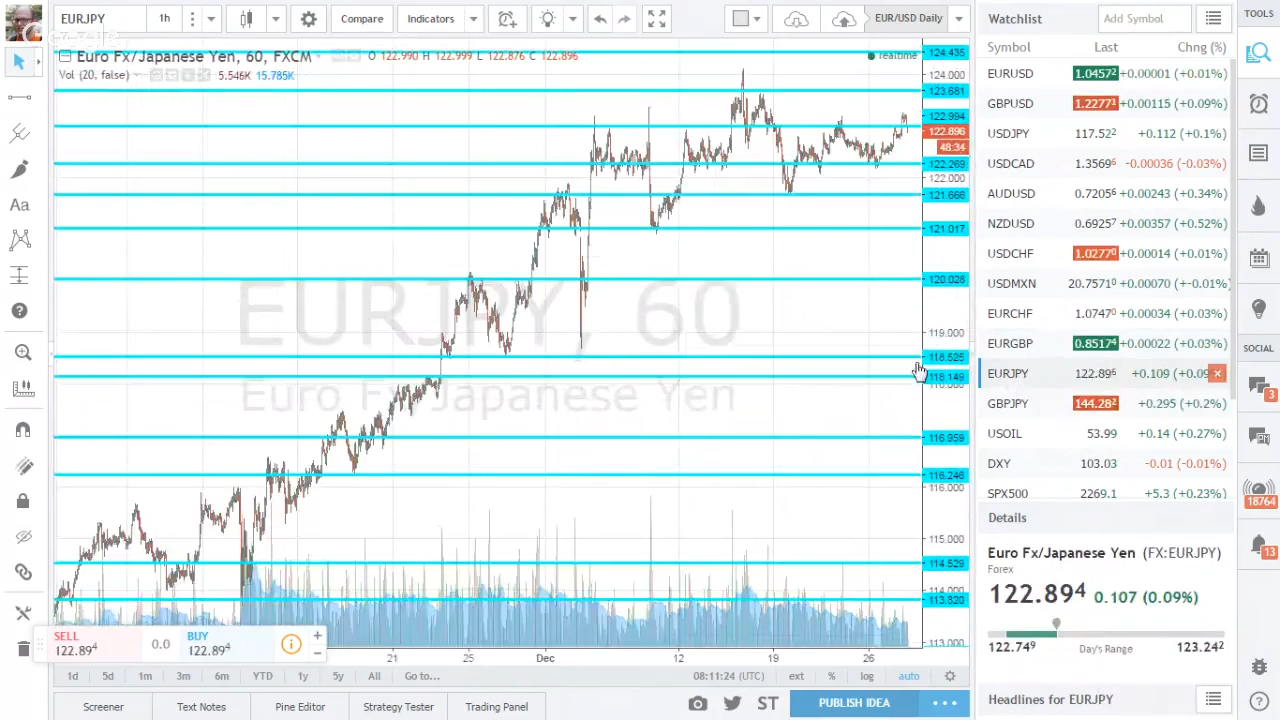 EURJPY
1h
Compare
Indicators
EUR/USD Daily
Watchlist
Add Symbol
TOOLS
Euro Fx/Japanese Yen, 60, FXCM
O 122.990 H 122.999 L 122.876 C 122.896
realtime
Vol (20, false)
5.546K 15.785K
Symbol Last Chng (%)
EURUSD 1.0457² +0.00001 (+0.01%)
GBPUSD 1.2277¹ +0.00115 (+0.09%)
USDJPY 117.52² +0.112 (+0.1%)
USDCAD 1.3569⁵ -0.00036 (-0.03%)
AUDUSD 0.7205⁶ +0.00243 (+0.34%)
NZDUSD 0.6925⁷ +0.00357 (+0.52%)
USDCHF 1.0277⁰ +0.00014 (+0.01%)
USDMXN 20.7571⁰ +0.00070 (+-0.01%)
EURCHF 1.0747⁰ +0.00034 (+0.03%)
EURGBP 0.8517⁴ +0.00022 (+0.03%)
EURJPY 122.89⁶ +0.109 (+0.09
GBPJPY 144.28² +0.295 (+0.2%)
USOIL 53.99 +0.14 (+0.27%)
DXY 103.03 -0.01 (-0.01%)
SPX500 2269.1 +5.3 (+0.23%)
SOCIAL
3
18764
13
124.435
124.000
123.681
122.994
122.896
48:34
122.269
122.000
121.666
121.017
120.026
119.000
118.525
118.149
118.000
116.959
116.246
116.000
115.000
114.529
114.000
113.820
113.000
EURJPY, 60
Euro Fx/Japanese Yen
Aa
SELL
122.89⁴
0.0
BUY
122.89⁴
21 25 Dec 12 19 26
1d 5d 1m 3m 6m YTD 1y 5y All Go to...
08:11:24 (UTC) ext % log auto
Screener Text Notes Pine Editor Strategy Tester Trading Panel
ST
PUBLISH IDEA
Details
Euro Fx/Japanese Yen (FX:EURJPY)
Forex
122.89⁴ 0.107 (0.09%)
122.74⁹ Day's Range 123.24²
Headlines for EURJPY